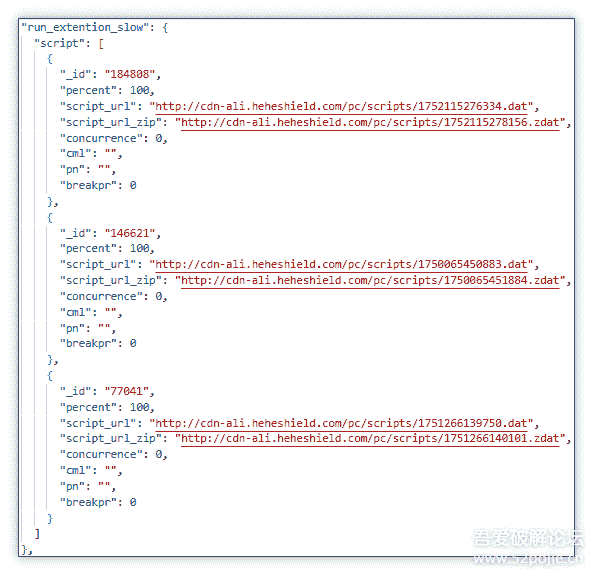 "run_extention_slow": {
"script": [
{
"_id": "184808",
"percent": 100,
"script_url": "http://cdn-ali.heheshield.com/pc/scripts/1752115276334.dat",
"script_url_zip": "http://cdn-ali.heheshield.com/pc/scripts/1752115278156.zdat",
"concurrence": 0,
"cml": "",
"pn": "",
"breakpr": 0
},
{
"_id": "146621",
"percent": 100,
"script_url": "http://cdn-ali.heheshield.com/pc/scripts/1750065450883.dat",
"script_url_zip": "http://cdn-ali.heheshield.com/pc/scripts/1750065451884.zdat",
"concurrence": 0,
"cml": "",
"pn": "",
"breakpr": 0
},
{
"_id": "77041",
"percent": 100,
"script_url": "http://cdn-ali.heheshield.com/pc/scripts/1751266139750.dat",
"script_url_zip": "http://cdn-ali.heheshield.com/pc/scripts/1751266140101.zdat",
"concurrence": 0,
"cml": "",
"pn": "",
"breakpr": 0
}
]
},
吾爱破解论坛
www.52pojie.cn